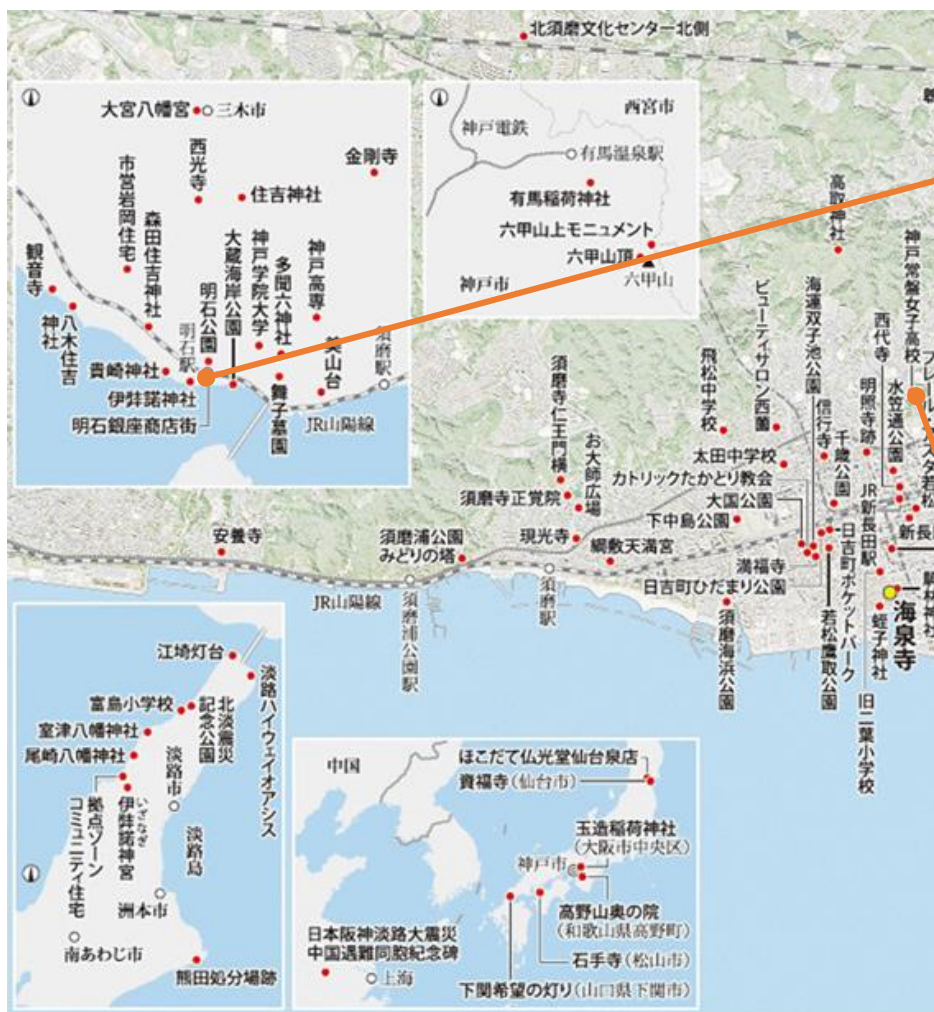 北須磨文化センター北側
大宮八幡宮
三木市
西光寺
金剛寺
市営岩岡住宅
住吉神社
森田住吉神社
観音寺
八木住吉神社
明石公園
大蔵海岸公園
神戸学院大学
多聞六神社
神戸高専
明石駅
貴崎神社
伊弉諾神社
明石銀座商店街
舞子墓園
美山台
須磨駅
JR山陽線
西宮市
神戸電鉄
有馬温泉駅
有馬稲荷神社
六甲山上モニュメント
六甲山頂
六甲山
神戸市
高取神社
神戸常盤女子高校
ビューティサロン西薗
海運双子池公園
西代寺
水笠通公園
明照寺跡
信行寺
千歳公園
飛松中学校
太田中学校
カトリックたかとり教会
大国公園
下中島公園
須磨寺仁王門横
お大師広場
須磨寺正覚院
現光寺
綱敷天満宮
安養寺
須磨浦公園
みどりの塔
JR山陽線
須磨浦公園駅
須磨駅
満福寺
日吉町ひだまり公園
須磨海浜公園
日吉町ポケットパーク
若松鷹取公園
JR新長田駅
新長
駒林神社
海泉寺
蛭子神社
旧二葉小学校
江埼灯台
淡路ハイウェイオアシス
富島小学校
北淡震災
記念公園
室津八幡神社
尾崎八幡神社
淡路市
いざなぎ
伊弉諾神宮
拠点ゾーン
コミュニティ住宅
淡路島
洲本市
南あわじ市
熊田処分場跡
中国
ほこだて仏光堂仙台泉店
資福寺(仙台市)
玉造稲荷神社
(大阪市中央区)
神戸市
高野山奥の院
(和歌山県高野町)
日本阪神淡路大震災
中国遇難同胞紀念碑
上海
石手寺(松山市)
下関希望の灯り(山口県下関市)